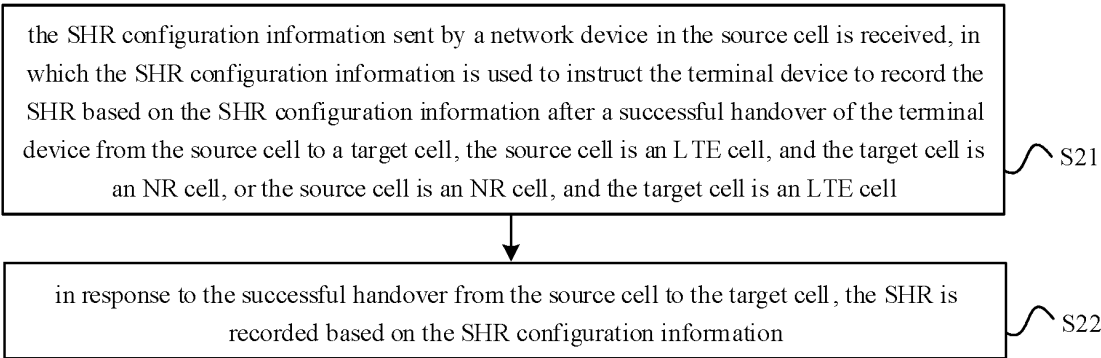 the SHR configuration information sent by a network device in the source cell is received, in
which the SHR configuration information is used to instruct the terminal device to record the
SHR based on the SHR configuration information after a successful handover of the terminal
device from the source cell to a target cell, the source cell is an LTE cell, and the target cell is
an NR cell, or the source cell is an NR cell, and the target cell is an LTE cell
S21
in response to the successful handover from the source cell to the target cell, the SHR is
recorded based on the SHR configuration information
S22